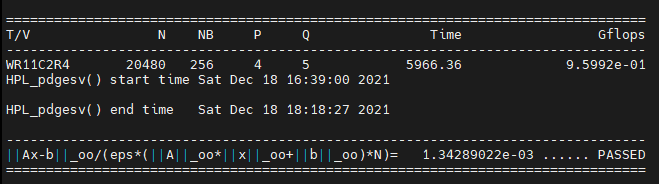 ================================================================================
T/V                N    NB     P     Q               Time                 Gflops
--------------------------------------------------------------------------------
WR11C2R4       20480   256     4     5            5966.36             9.5992e-01
HPL_pdgesv() start time Sat Dec 18 16:39:00 2021
HPL_pdgesv() end time   Sat Dec 18 18:18:27 2021
--------------------------------------------------------------------------------
||Ax-b||_oo/(eps*(||A||_oo*||x||_oo+||b||_oo)*N)=   1.34289022e-03 ...... PASSED
================================================================================